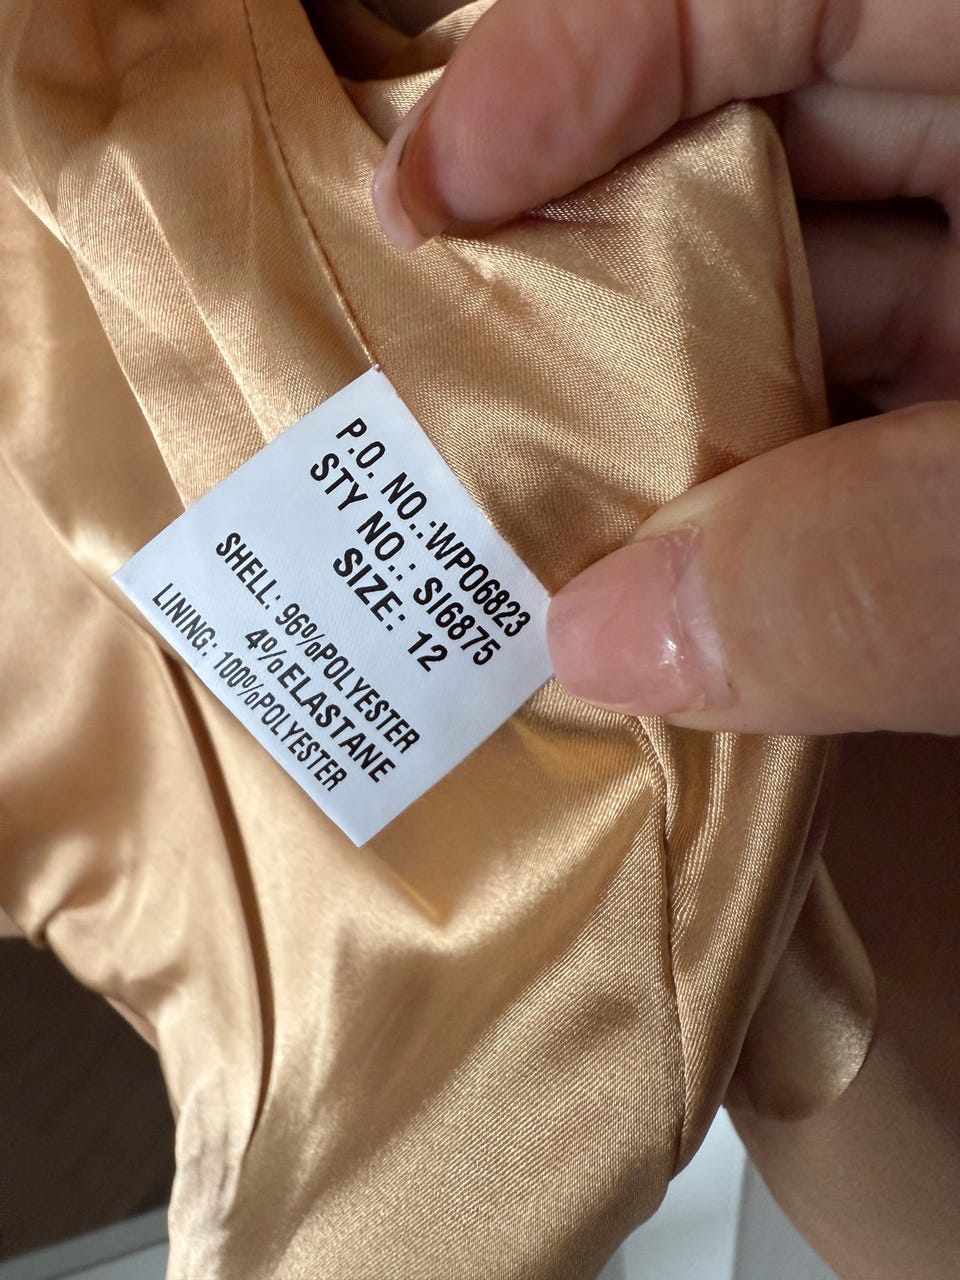 P.O. NO.:WP06823
STY NO.: SI6875
SIZE: 12
SHELL: 96%POLYESTER
4%ELASTANE
LINING: 100%POLYESTER